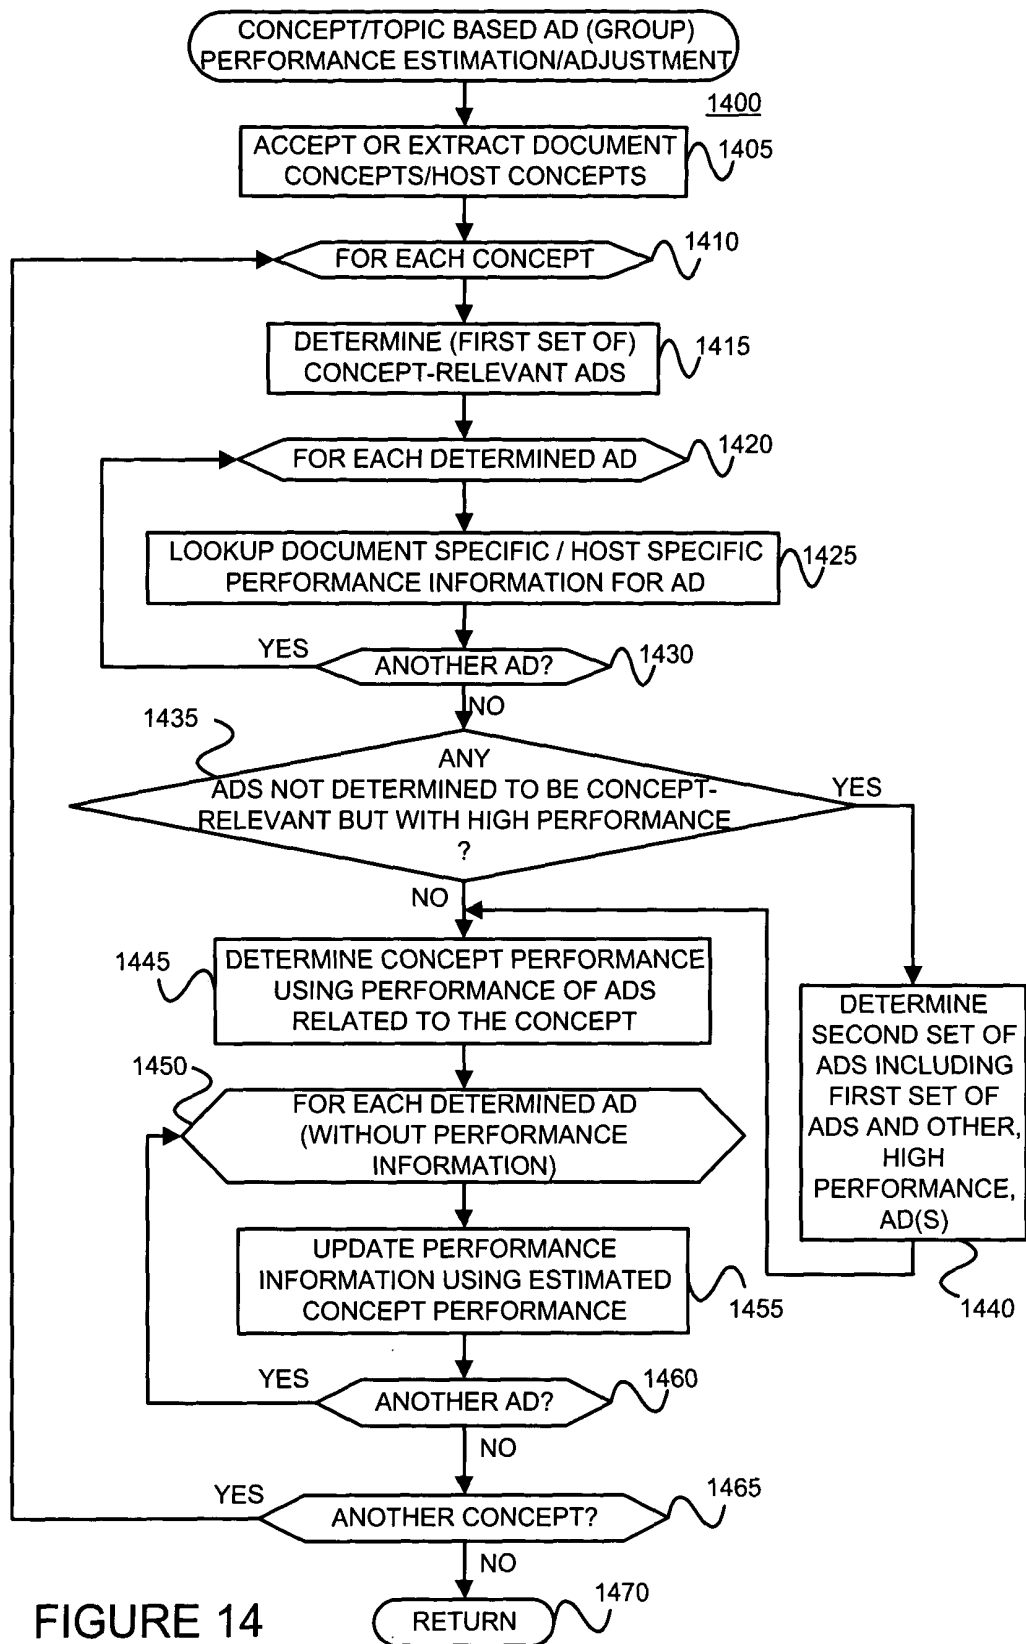 CONCEPT/TOPIC BASED AD (GROUP)
PERFORMANCE ESTIMATION/ADJUSTMENT
1400
ACCEPT OR EXTRACT DOCUMENT
CONCEPTS/HOST CONCEPTS
1405
FOR EACH CONCEPT
1410
DETERMINE (FIRST SET OF)
CONCEPT-RELEVANT ADS
1415
FOR EACH DETERMINED AD
1420
LOOKUP DOCUMENT SPECIFIC / HOST SPECIFIC
PERFORMANCE INFORMATION FOR AD
1425
YES
ANOTHER AD?
1430
NO
1435
ANY
ADS NOT DETERMINED TO BE CONCEPT-
RELEVANT BUT WITH HIGH PERFORMANCE
?
YES
NO
1445
DETERMINE CONCEPT PERFORMANCE
USING PERFORMANCE OF ADS
RELATED TO THE CONCEPT
DETERMINE
SECOND SET OF
ADS INCLUDING
FIRST SET OF
ADS AND OTHER,
HIGH
PERFORMANCE,
AD(S)
1440
1450
FOR EACH DETERMINED AD
(WITHOUT PERFORMANCE
INFORMATION)
UPDATE PERFORMANCE
INFORMATION USING ESTIMATED
CONCEPT PERFORMANCE
1455
YES
ANOTHER AD?
1460
NO
YES
ANOTHER CONCEPT?
1465
NO
RETURN
1470
FIGURE 14